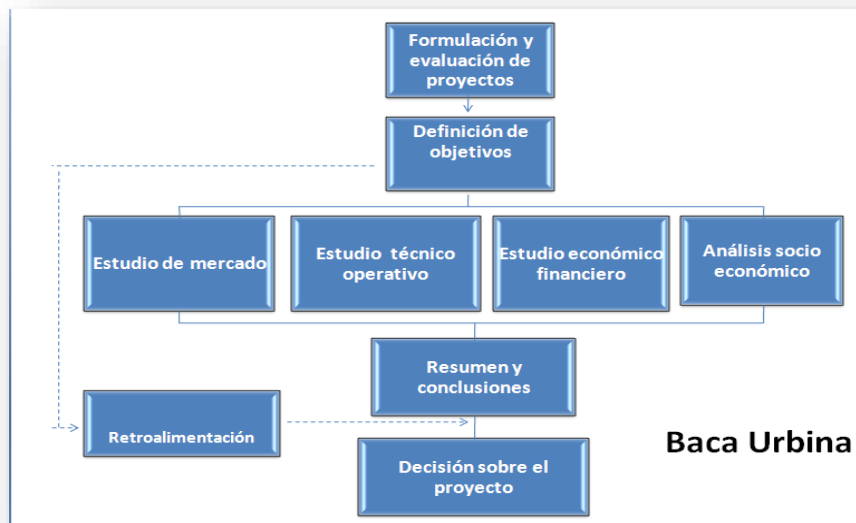 Formulación y
evaluación de
proyectos
Definición de
objetivos
Estudio de mercado
Estudio técnico
operativo
Estudio económico
financiero
Análisis socio
económico
Resumen y
conclusiones
Retroalimentación
Baca Urbina
Decisión sobre el
proyecto